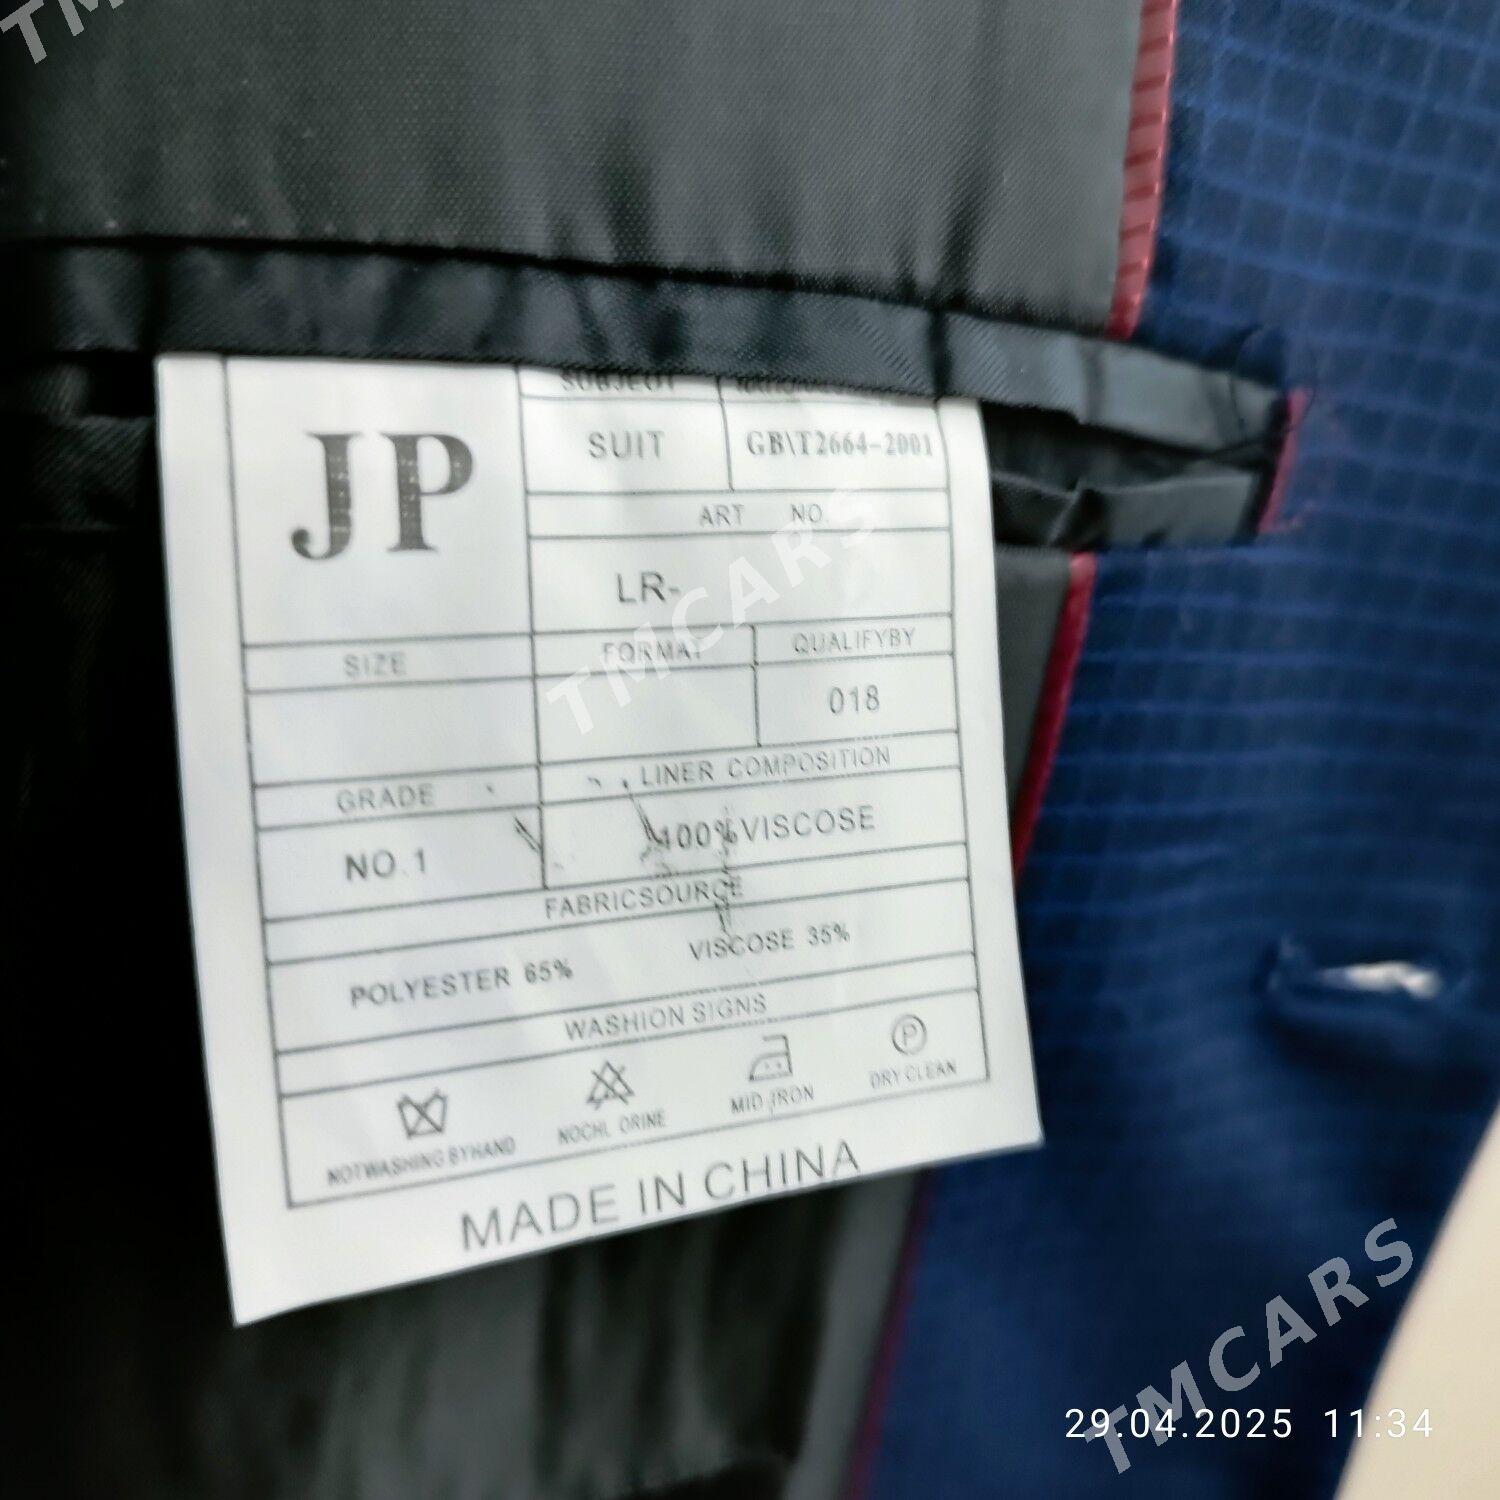 TMCARS
SUBJECT
JP
SUIT
GB\T2664-2001
ART NO.
LR-
SIZE
FORMAT
QUALIFYBY
018
GRADE
LINER COMPOSITION
NO.1
100%VISCOSE
FABRICSOURCE
POLYESTER 65%
VISCOSE 35%
WASHION SIGNS
P
NOTWASHING BYHAND
NOCHL ORINE
MID IRON
DRY CLEAN
MADE IN CHINA
TMCARS
29.04.2025 11:34